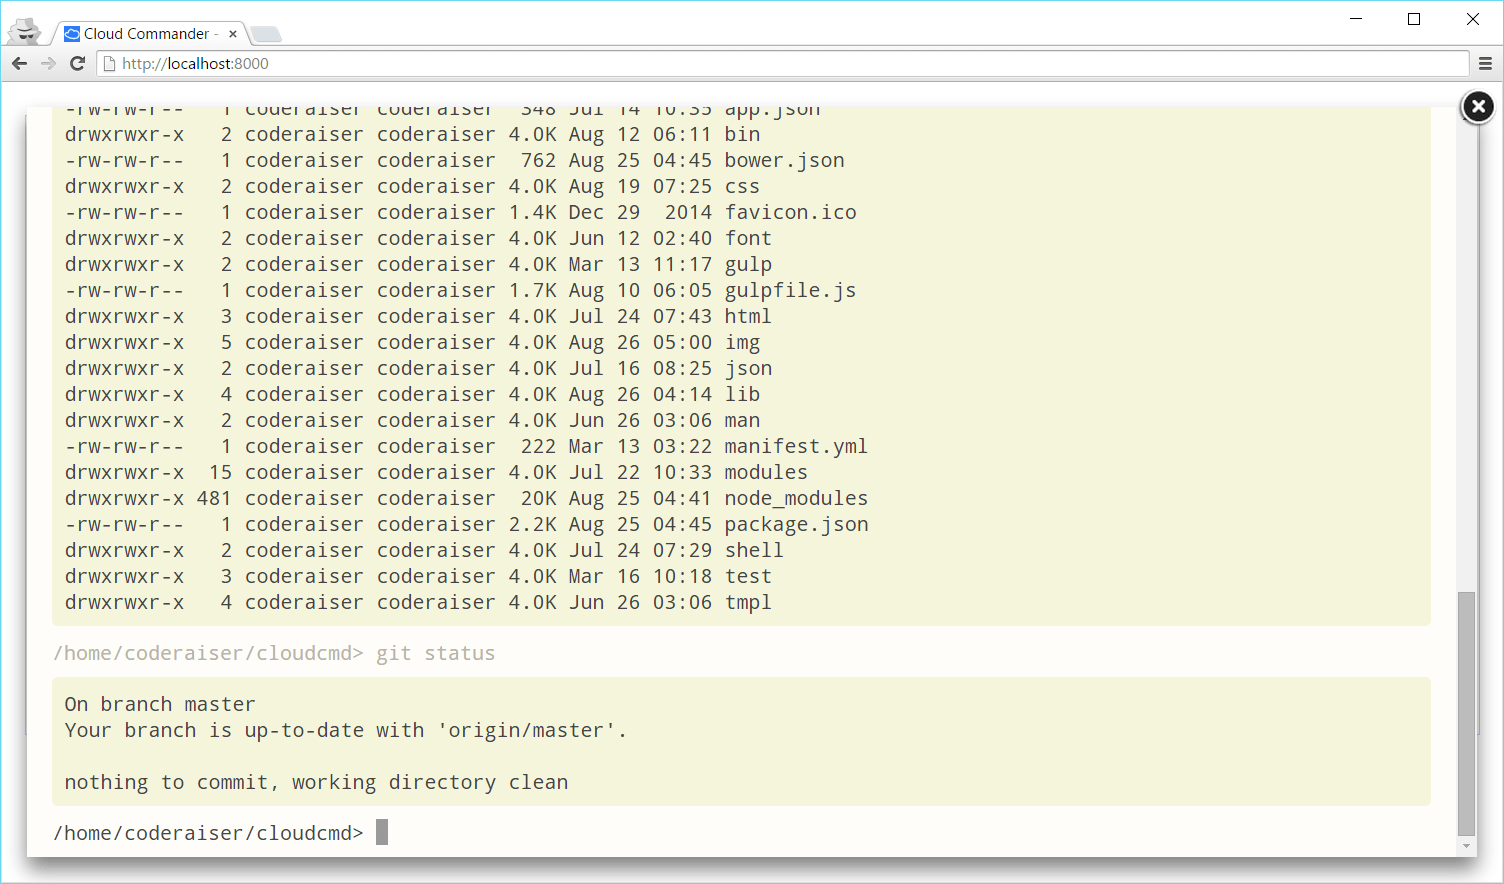 Cloud Commander -
http://localhost:8000
-rw-rw-r--   1 coderaiser coderaiser  348 Jul 14 10:35 app.json
drwxrwxr-x   2 coderaiser coderaiser 4.0K Aug 12 06:11 bin
-rw-rw-r--   1 coderaiser coderaiser  762 Aug 25 04:45 bower.json
drwxrwxr-x   2 coderaiser coderaiser 4.0K Aug 19 07:25 css
-rw-rw-r--   1 coderaiser coderaiser 1.4K Dec 29  2014 favicon.ico
drwxrwxr-x   2 coderaiser coderaiser 4.0K Jun 12 02:40 font
drwxrwxr-x   2 coderaiser coderaiser 4.0K Mar 13 11:17 gulp
-rw-rw-r--   1 coderaiser coderaiser 1.7K Aug 10 06:05 gulpfile.js
drwxrwxr-x   3 coderaiser coderaiser 4.0K Jul 24 07:43 html
drwxrwxr-x   5 coderaiser coderaiser 4.0K Aug 26 05:00 img
drwxrwxr-x   2 coderaiser coderaiser 4.0K Jul 16 08:25 json
drwxrwxr-x   4 coderaiser coderaiser 4.0K Aug 26 04:14 lib
drwxrwxr-x   2 coderaiser coderaiser 4.0K Jun 26 03:06 man
-rw-rw-r--   1 coderaiser coderaiser  222 Mar 13 03:22 manifest.yml
drwxrwxr-x  15 coderaiser coderaiser 4.0K Jul 22 10:33 modules
drwxrwxr-x 481 coderaiser coderaiser  20K Aug 25 04:41 node_modules
-rw-rw-r--   1 coderaiser coderaiser 2.2K Aug 25 04:45 package.json
drwxrwxr-x   2 coderaiser coderaiser 4.0K Jul 24 07:29 shell
drwxrwxr-x   3 coderaiser coderaiser 4.0K Mar 16 10:18 test
drwxrwxr-x   4 coderaiser coderaiser 4.0K Jun 26 03:06 tmpl
/home/coderaiser/cloudcmd> git status
On branch master
Your branch is up-to-date with 'origin/master'.
nothing to commit, working directory clean
/home/coderaiser/cloudcmd>